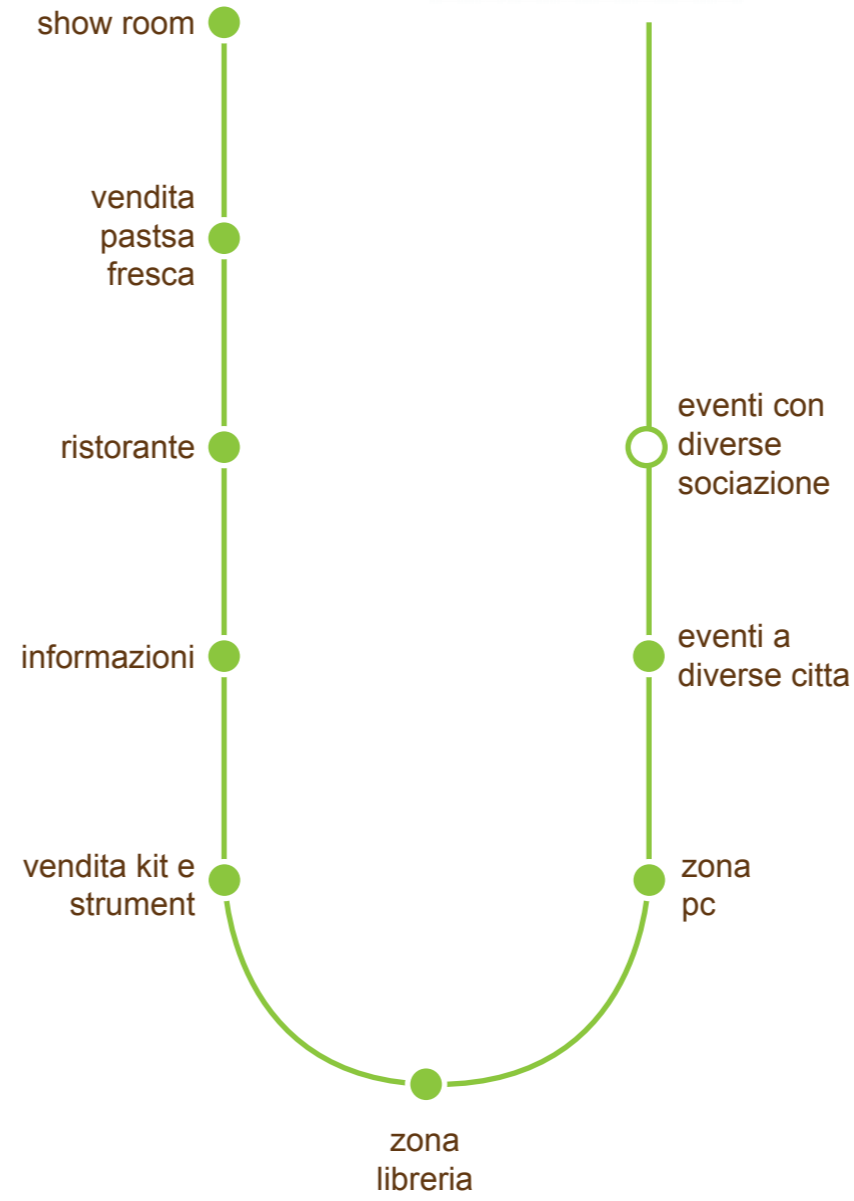 show room
vendita
pastsa
fresca
ristorante
informazioni
vendita kit e
strument
zona
libreria
zona
pc
eventi a
diverse citta
eventi con
diverse
sociazione